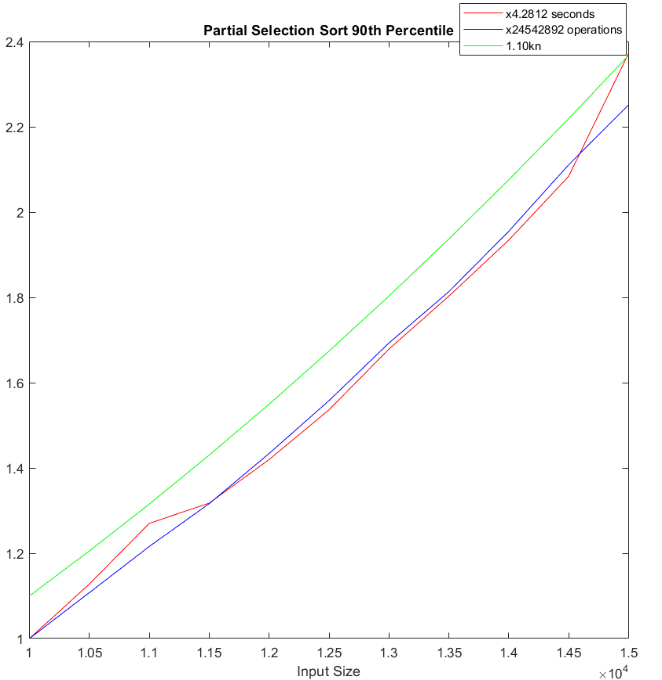 Partial Selection Sort 90th Percentile
x4.2812 seconds
x24542892 operations
1.10kn
2.4
2.2
2
1.8
1.6
1.4
1.2
1
1 1.05 1.1 1.15 1.2 1.25 1.3 1.35 1.4 1.45 1.5
Input Size
×10^4